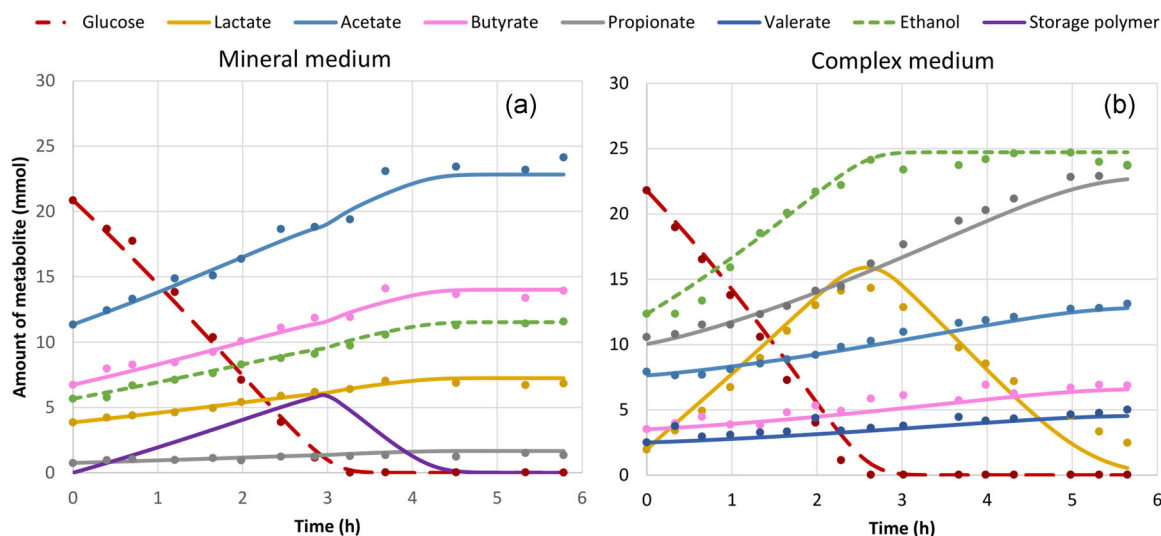 Glucose Lactate Acetate Butyrate Propionate Valerate Ethanol Storage polymer
Mineral medium
Complex medium
(a)
(b)
Amount of metabolite (mmol)
30
25
20
15
10
5
0
0 1 2 3 4 5 6
Time (h)
30
25
20
15
10
5
0
0 1 2 3 4 5 6
Time (h)